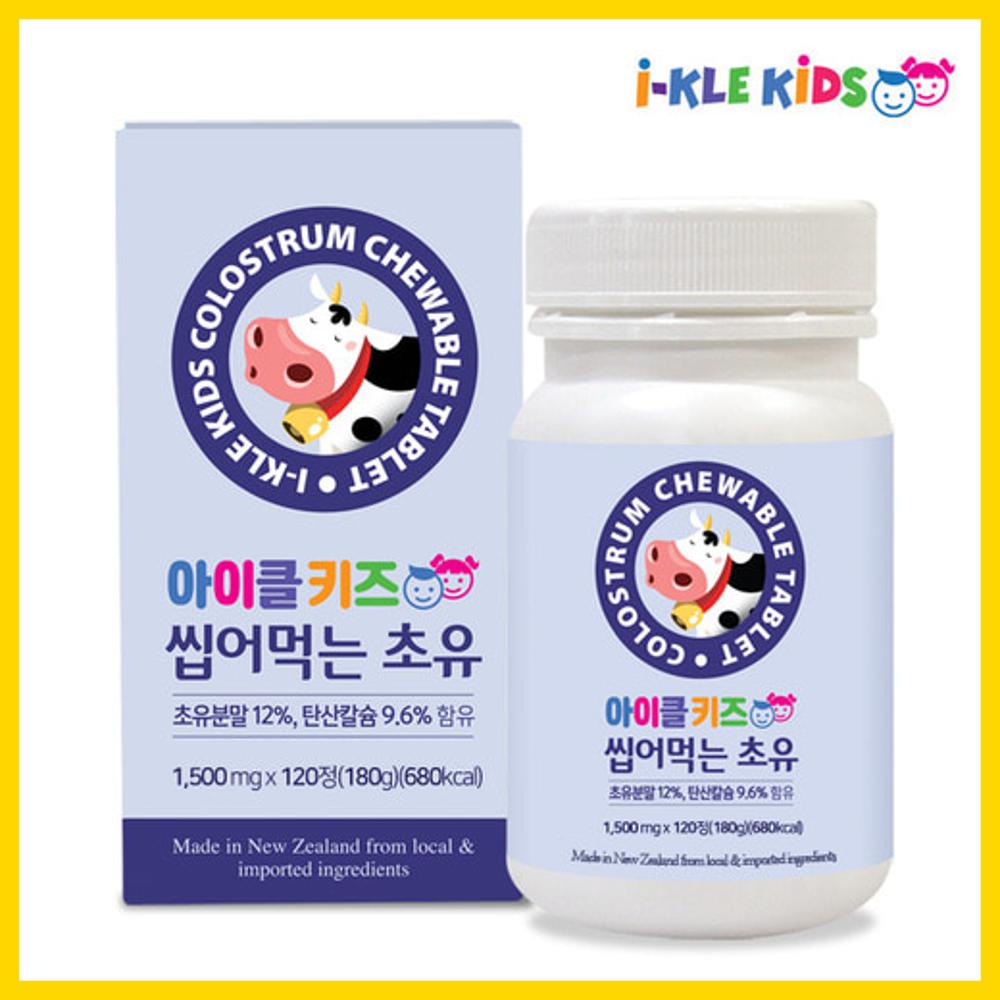 i-KLE KiDS
I-KLE KIDS COLOSTRUM CHEWABLE TABLET •
아이클 키즈
씹어먹는 초유
초유분말 12%, 탄산칼슘 9.6% 함유
1,500 mg x 120정(180g)(680kcal)
Made in New Zealand from local &
imported ingredients
COLOSTRUM CHEWABLE TABLET •
아이클 키즈
씹어먹는 초유
초유분말 12%, 탄산칼슘 9.6% 함유
1,500 mg x 120정(180g)(680kcal)
Made in New Zealand from local & imported ingredients